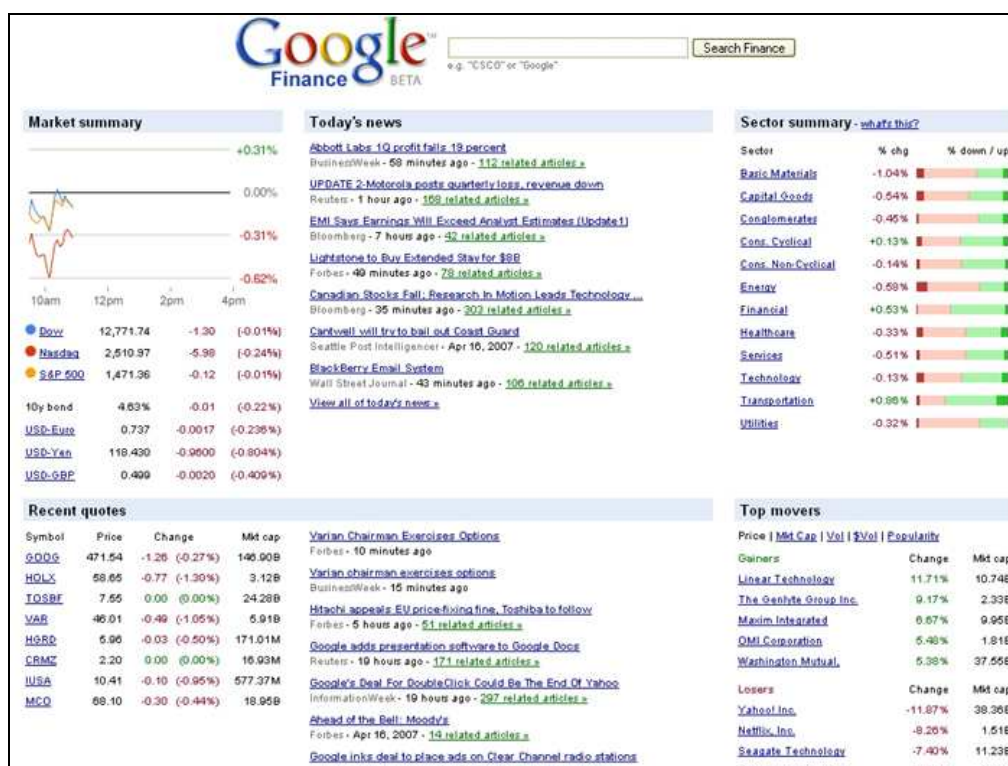 Google™
Finance BETA
Search Finance
e.g. "CSCO" or "Google"
Market summary
+0.31%
0.00%
-0.31%
-0.62%
10am 12pm 2pm 4pm
Dow 12,771.74 -1.30 (-0.01%)
Nasdaq 2,510.97 -5.98 (-0.24%)
S&P 500 1,471.36 -0.12 (-0.01%)
10y bond 4.63% -0.01 (-0.22%)
USD-Euro 0.737 -0.0017 (-0.236%)
USD-Yen 118.430 -0.9600 (-0.804%)
USD-GBP 0.499 -0.0020 (-0.409%)
Today's news
Abbott Labs 1Q profit falls 19 percent
BusinessWeek - 58 minutes ago - 112 related articles »
UPDATE 2-Motorola posts quarterly loss, revenue down
Reuters - 1 hour ago - 168 related articles »
EMI Says Earnings Will Exceed Analyst Estimates (Update1)
Bloomberg - 7 hours ago - 42 related articles »
Lightstone to Buy Extended Stay for $8B
Forbes - 49 minutes ago - 78 related articles »
Canadian Stocks Fall; Research In Motion Leads Technology ...
Bloomberg - 35 minutes ago - 303 related articles »
Cantwell will try to bail out Coast Guard
Seattle Post Intelligencer - Apr 16, 2007 - 120 related articles »
BlackBerry Email System
Wall Street Journal - 43 minutes ago - 106 related articles »
View all of today's news »
Sector summary - what's this?
Sector % chg % down / up
Basic Materials -1.04%
Capital Goods -0.54%
Conglomerates -0.45%
Cons. Cyclical +0.13%
Cons. Non-Cyclical -0.14%
Energy -0.58%
Financial +0.53%
Healthcare -0.33%
Services -0.51%
Technology -0.13%
Transportation +0.86%
Utilities -0.32%
Recent quotes
Symbol Price Change Mkt cap
GOOG 471.54 -1.26 (-0.27%) 146.90B
HOLX 58.65 -0.77 (-1.30%) 3.12B
TOSBF 7.55 0.00 (0.00%) 24.28B
VAR 46.01 -0.49 (-1.05%) 5.91B
HGRD 5.96 -0.03 (-0.50%) 171.01M
CRMZ 2.20 0.00 (0.00%) 16.93M
IUSA 10.41 -0.10 (-0.95%) 577.37M
MCO 68.10 -0.30 (-0.44%) 18.95B
Varian Chairman Exercises Options
Forbes - 10 minutes ago
Varian chairman exercises options
BusinessWeek - 15 minutes ago
Hitachi appeals EU price-fixing fine, Toshiba to follow
Forbes - 5 hours ago - 51 related articles »
Google adds presentation software to Google Docs
Reuters - 19 hours ago - 171 related articles »
Google's Deal For DoubleClick Could Be The End Of Yahoo
InformationWeek - 19 hours ago - 297 related articles »
Ahead of the Bell: Moody's
Forbes - Apr 16, 2007 - 14 related articles »
Google inks deal to place ads on Clear Channel radio stations
Top movers
Price | Mkt Cap | Vol | $Vol | Popularity
Gainers Change Mkt cap
Linear Technology 11.71% 10.74B
The Genlyte Group Inc. 9.17% 2.33B
Maxim Integrated 6.67% 9.95B
OMI Corporation 5.48% 1.81B
Washington Mutual, 5.38% 37.55B
Losers Change Mkt cap
Yahoo! Inc. -11.87% 38.36B
Netflix, Inc. -8.26% 1.51B
Seagate Technology -7.40% 11.23B